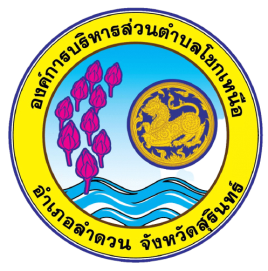 องค์การบริหารส่วนตำบลโชกเหนือ
อำเภอลำดวน จังหวัดสุรินทร์